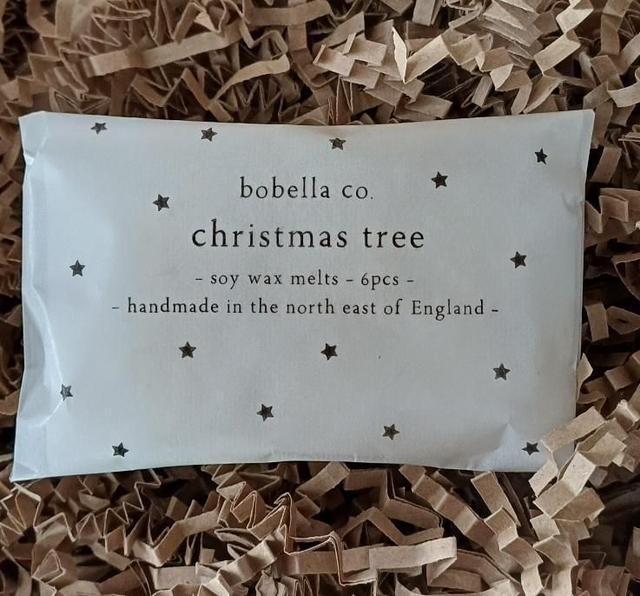 bobella co.
christmas tree
- soy wax melts - 6pcs -
- handmade in the north east of England -